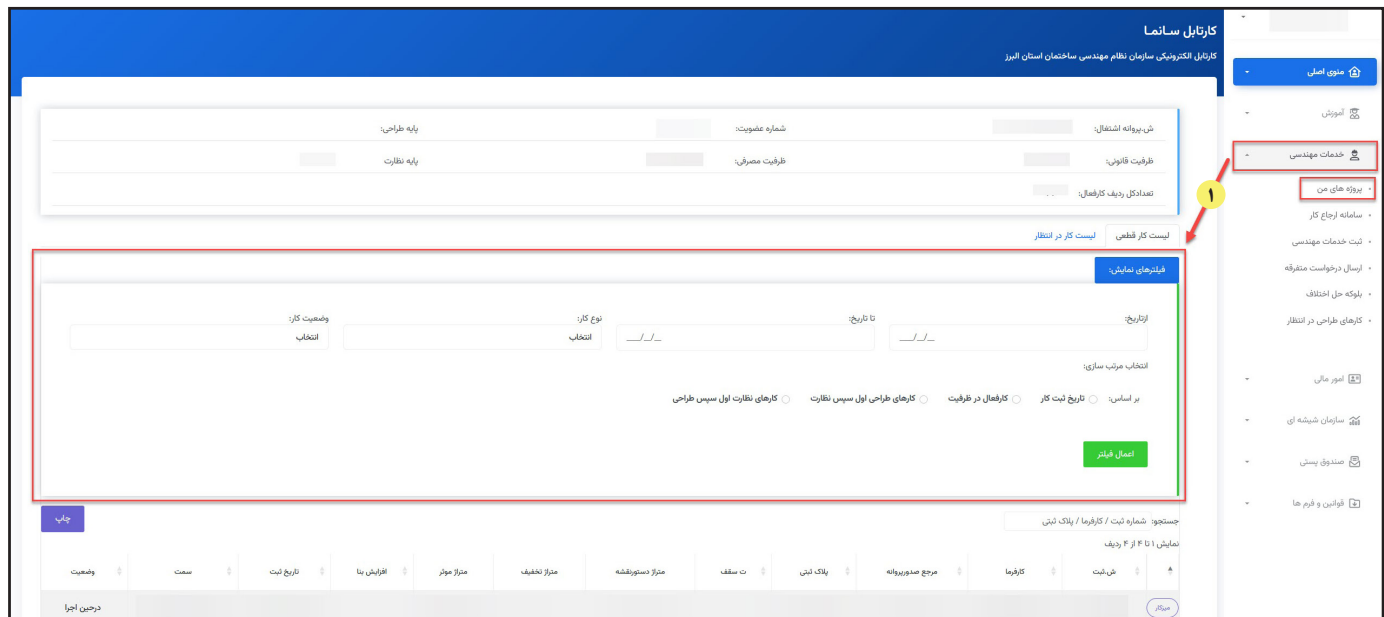 کارتابل سـانمـا
کارتابل الکترونیکی سازمان نظام مهندسی ساختمان استان البرز
منوی اصلی
آموزش
خدمات مهندسی
پروژه های من
سامانه ارجاع کار
ثبت خدمات مهندسی
ارسال درخواست متفرقه
بلوکه حل اختلاف
کارهای طراحی در انتظار
امور مالی
سازمان شیشه ای
صندوق پستی
قوانین و فرم ها
۱
ش.پروانه اشتغال: شماره عضویت: پایه طراحی:
ظرفیت قانونی: ظرفیت مصرفی: پایه نظارت
تعدادکل ردیف کارفعال:
لیست کار قطعی لیست کار در انتظار
فیلترهای نمایش:
ازتاریخ: تا تاریخ: نوع کار: وضعیت کار:
__/_/_ __/_/_ انتخاب انتخاب
انتخاب مرتب سازی:
بر اساس: تاریخ ثبت کار کارفعال در ظرفیت کارهای طراحی اول سپس نظارت کارهای نظارت اول سپس طراحی
اعمال فیلتر
چاپ
جستجو: شماره ثبت / کارفرما / پلاک ثبتی
نمایش ۱ تا ۴ از ۴ ردیف
ش.ثبت کارفرما مرجع صدورپروانه پلاک ثبتی ت سقف متراژ دستورنقشه متراژ تخفیف متراژ موثر افزایش بنا تاریخ ثبت سمت وضعیت
میزکار درحین اجرا